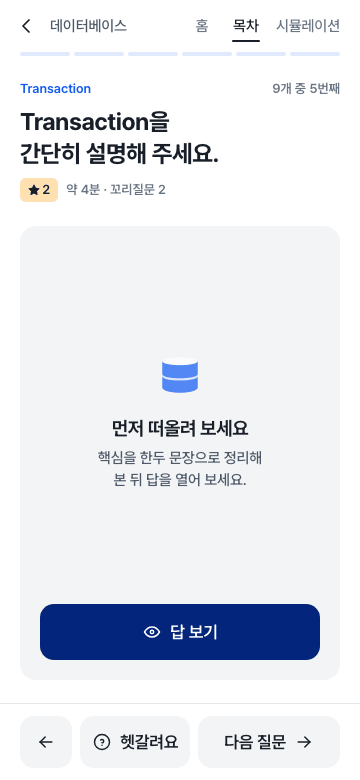 데이터베이스 홈 목차 시뮬레이션
Transaction 9개 중 5번째
Transaction을
간단히 설명해 주세요.
2 약 4분 · 꼬리질문 2
먼저 떠올려 보세요
핵심을 한두 문장으로 정리해
본 뒤 답을 열어 보세요.
답 보기
헷갈려요 다음 질문